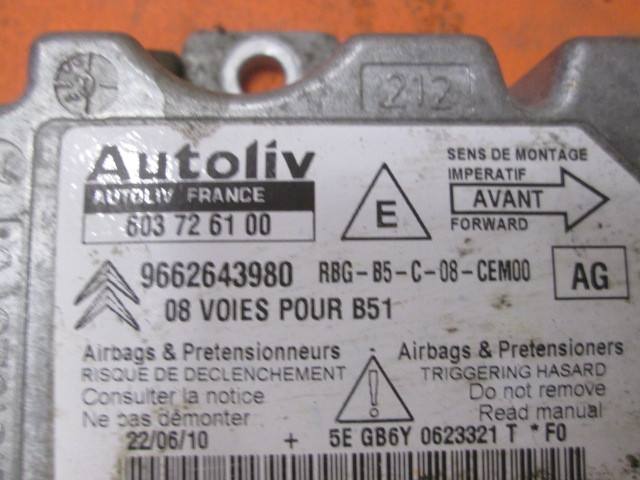 212
Autoliv
AUTOLIV FRANCE
603 72 61 00
E
SENS DE MONTAGE
IMPERATIF
AVANT
FORWARD
9662643980 RBG-B5-C-08-CEM00
AG
08 VOIES POUR B51
Airbags & Pretensionneurs
RISQUE DE DECLENCHEMENT
Consulter la notice
Ne pas démonter
!
Airbags & Pretensioners
TRIGGERING HASARD
Do not remove
Read manual
22/06/10 + 5E GB6Y 0623321 T * F0